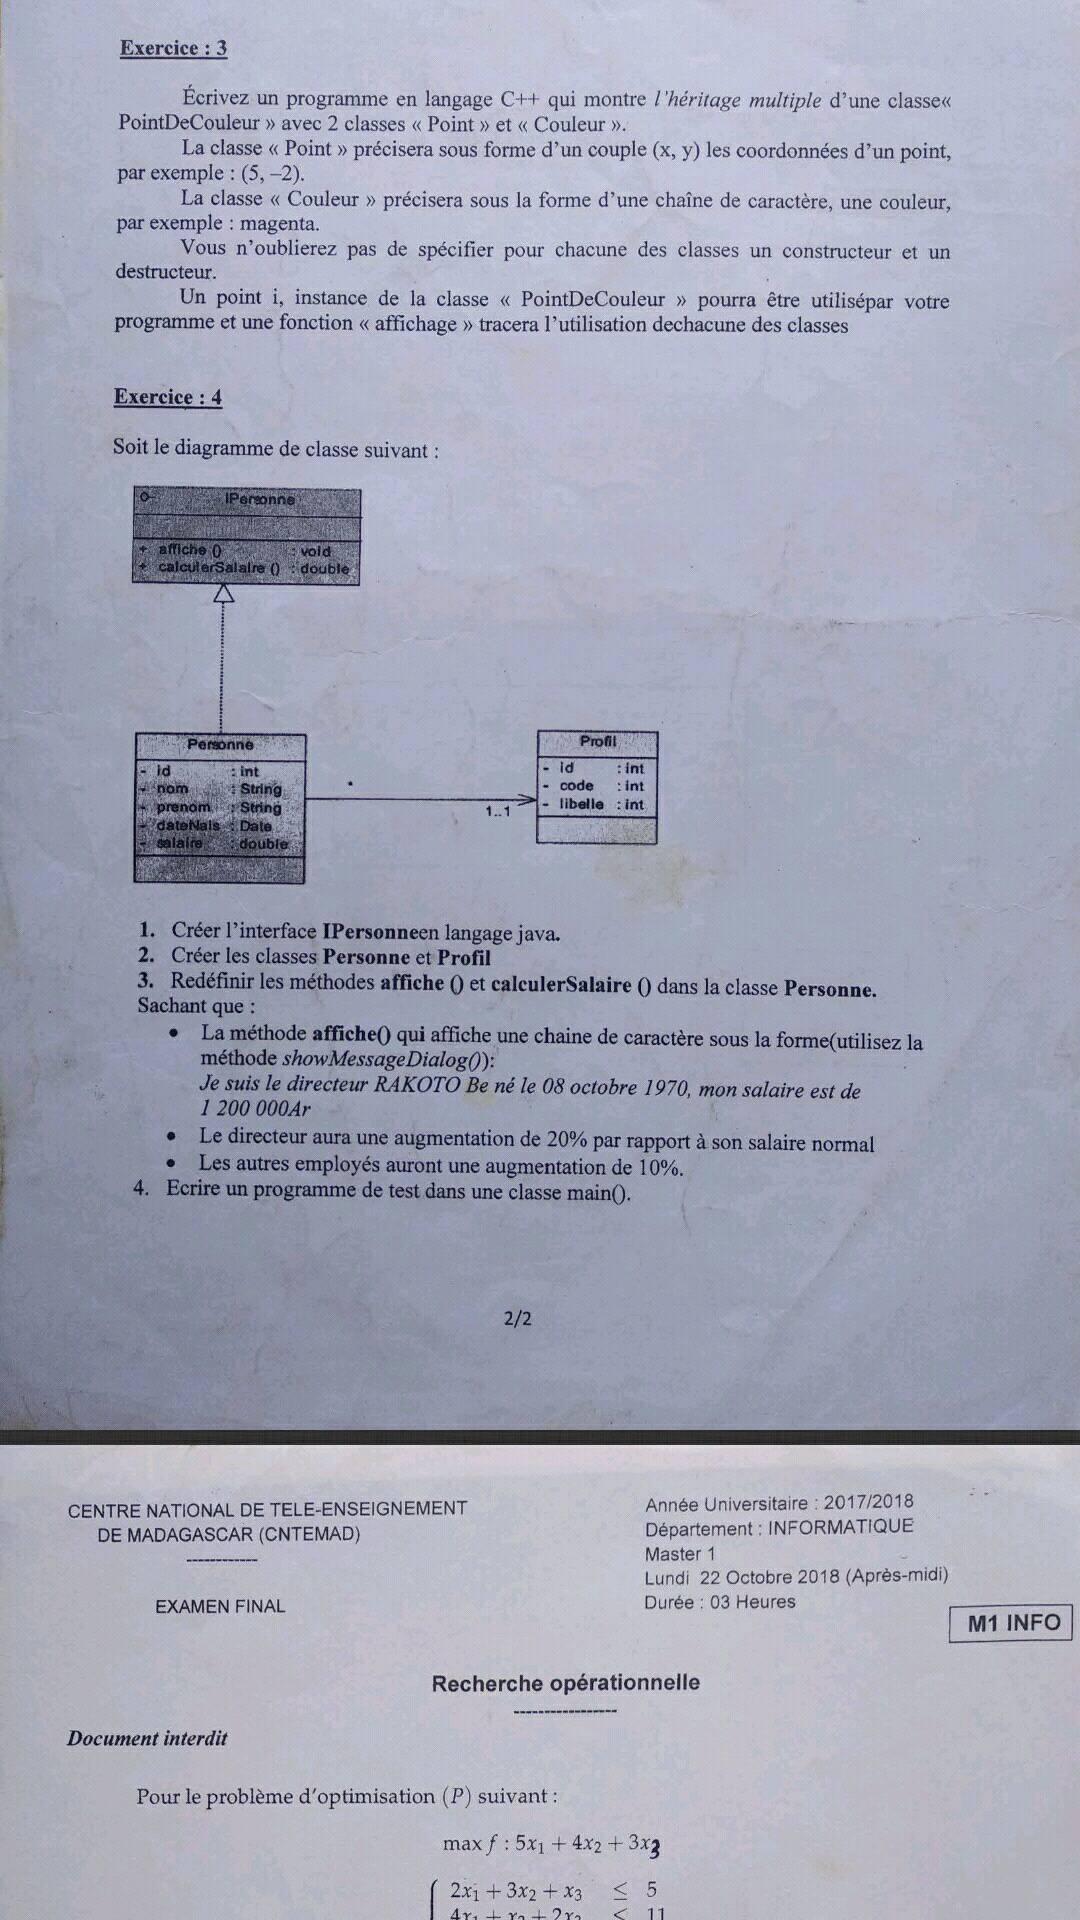 Exercice : 3
Écrivez un programme en langage C++ qui montre l'héritage multiple d'une classe«
PointDeCouleur » avec 2 classes « Point » et « Couleur ».
La classe « Point » précisera sous forme d'un couple (x, y) les coordonnées d'un point,
par exemple : (5, –2).
La classe « Couleur » précisera sous la forme d'une chaîne de caractère, une couleur,
par exemple : magenta.
Vous n'oublierez pas de spécifier pour chacune des classes un constructeur et un
destructeur.
Un point i, instance de la classe « PointDeCouleur » pourra être utilisépar votre
programme et une fonction « affichage » tracera l'utilisation dechacune des classes
Exercice : 4
Soit le diagramme de classe suivant :
IPersonne
+ affiche () : void
+ calculerSalaire () : double
Personne
- id : int
- nom : String
- prenom : String
- dateNais : Date
- salaire : double
1..1
Profil
- id : int
- code : int
- libelle : int
1. Créer l'interface IPersonneen langage java.
2. Créer les classes Personne et Profil
3. Redéfinir les méthodes affiche () et calculerSalaire () dans la classe Personne.
Sachant que :
• La méthode affiche() qui affiche une chaine de caractère sous la forme(utilisez la
méthode showMessageDialog()):
Je suis le directeur RAKOTO Be né le 08 octobre 1970, mon salaire est de
1 200 000Ar
• Le directeur aura une augmentation de 20% par rapport à son salaire normal
• Les autres employés auront une augmentation de 10%.
4. Ecrire un programme de test dans une classe main().
2/2
CENTRE NATIONAL DE TELE-ENSEIGNEMENT
DE MADAGASCAR (CNTEMAD)
------------
EXAMEN FINAL
Année Universitaire : 2017/2018
Département : INFORMATIQUE
Master 1
Lundi 22 Octobre 2018 (Après-midi)
Durée : 03 Heures
M1 INFO
Recherche opérationnelle
-----------------
Document interdit
Pour le problème d'optimisation (P) suivant :
max f : 5x₁ + 4x₂ + 3x₃
2x₁ + 3x₂ + x₃ ≤ 5
4x₁ + x₂ + 2x₃ ≤ 11